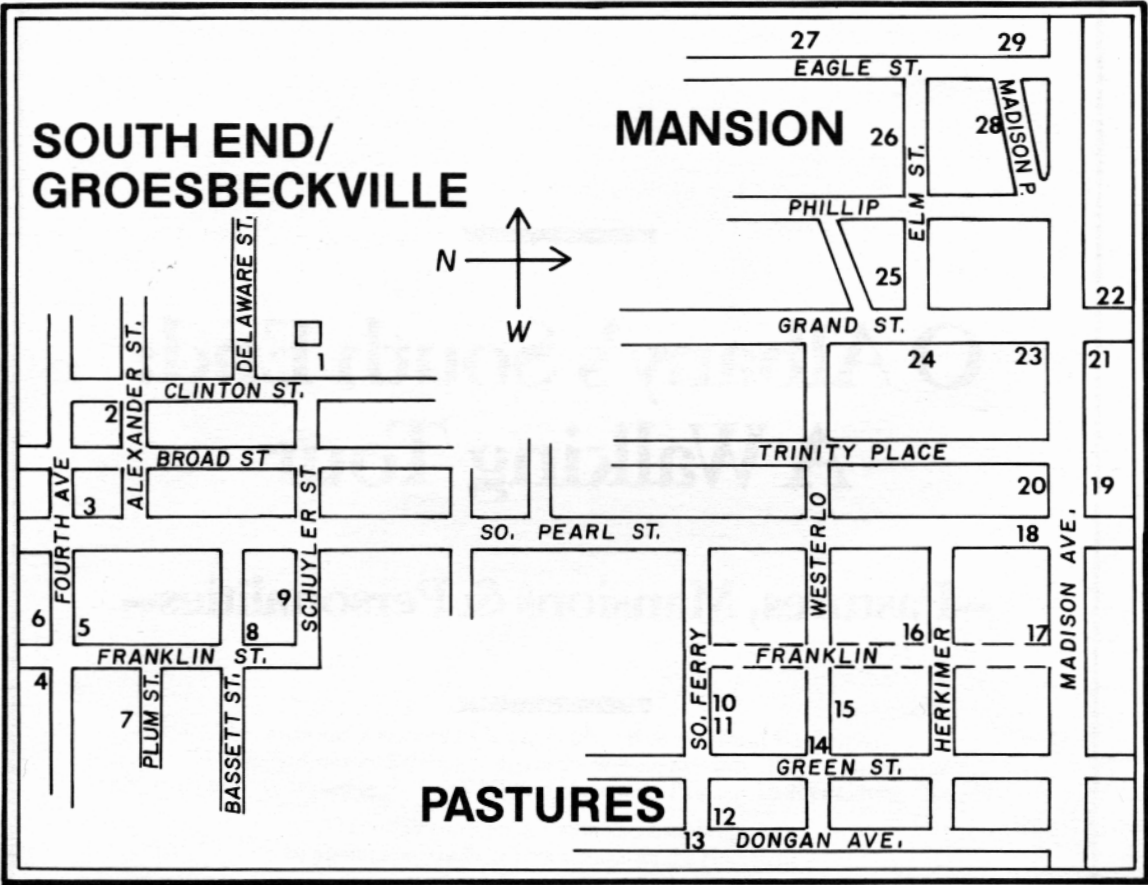 27
29
EAGLE ST.
MADISON P.
SOUTH END/
GROESBECKVILLE
MANSION
26
28
ELM ST.
PHILLIP
DELAWARE ST.
N
W
25
22
GRAND ST.
24
23
21
ALEXANDER ST.
CLINTON ST.
2
BROAD ST
TRINITY PLACE
FOURTH AVE
3
SCHUYLER ST.
20
19
SO. PEARL ST.
WESTERLO
18
MADISON AVE.
9
6
5
8
16
17
FRANKLIN ST.
SO. FERRY
FRANKLIN
HERKIMER
4
7
PLUM ST.
BASSETT ST.
10
11
15
14
GREEN ST.
PASTURES
12
13
DONGAN AVE.